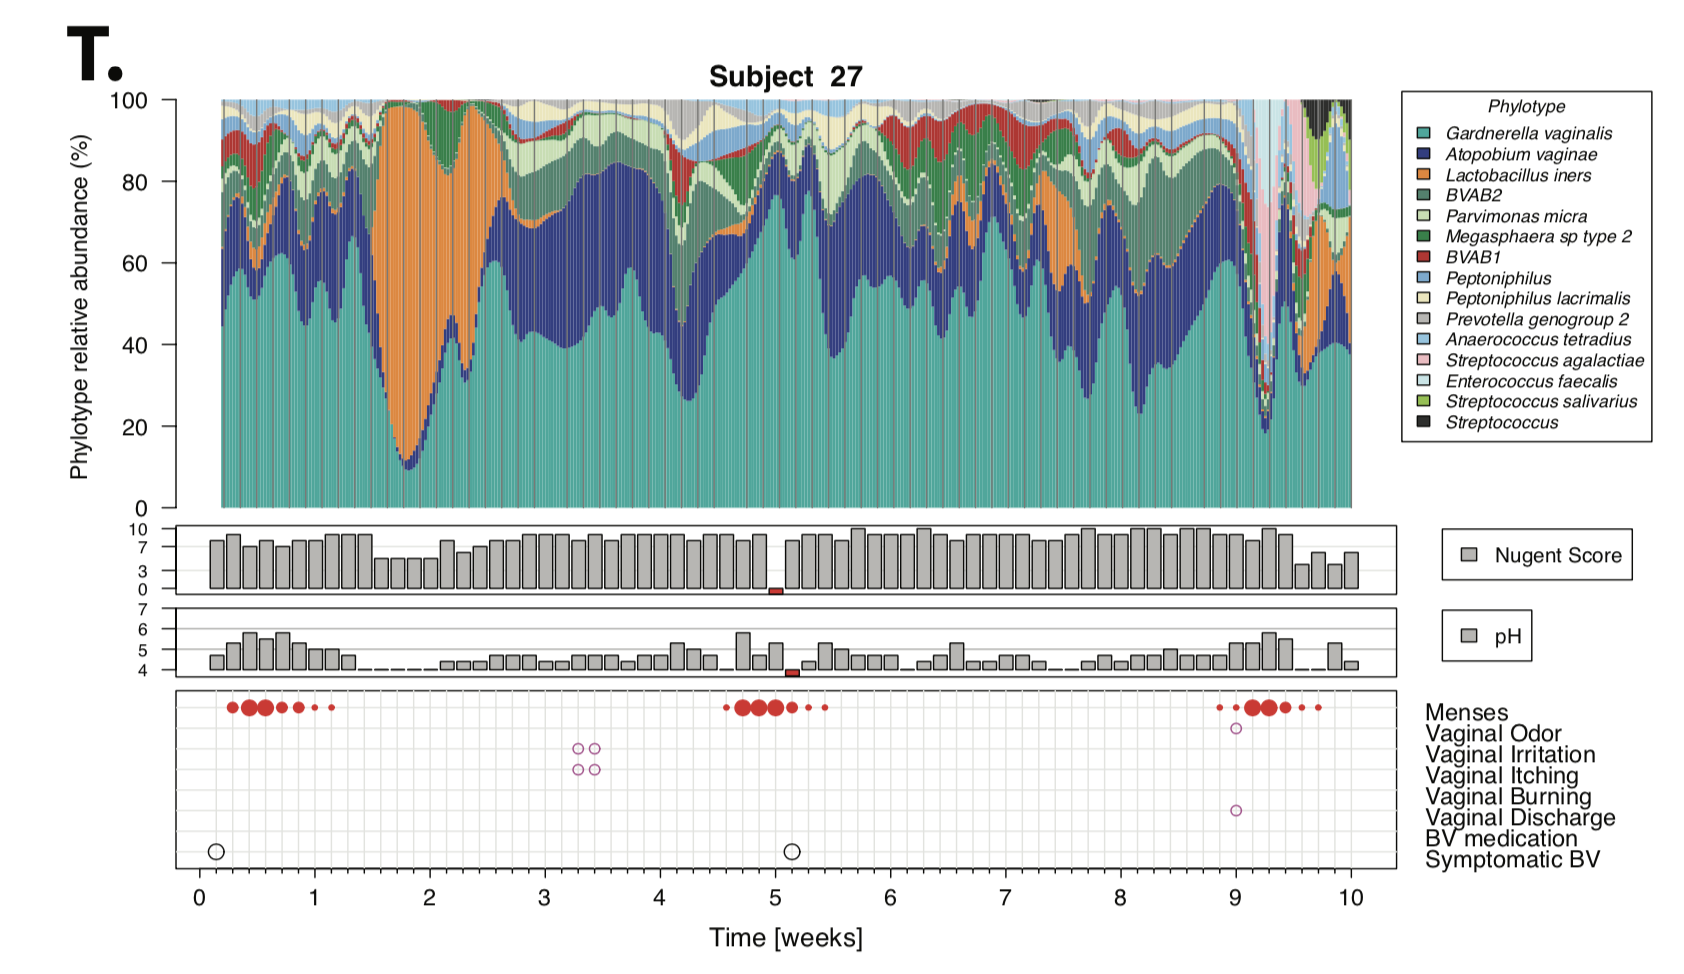 T.
Subject 27
Phylotype relative abundance (%)
100
80
60
40
20
0
Phylotype
Gardnerella vaginalis
Atopobium vaginae
Lactobacillus iners
BVAB2
Parvimonas micra
Megasphaera sp type 2
BVAB1
Peptoniphilus
Peptoniphilus lacrimalis
Prevotella genogroup 2
Anaerococcus tetradius
Streptococcus agalactiae
Enterococcus faecalis
Streptococcus salivarius
Streptococcus
10
7
3
0
Nugent Score
7
6
5
4
pH
Menses
Vaginal Odor
Vaginal Irritation
Vaginal Itching
Vaginal Burning
Vaginal Discharge
BV medication
Symptomatic BV
0 1 2 3 4 5 6 7 8 9 10
Time [weeks]